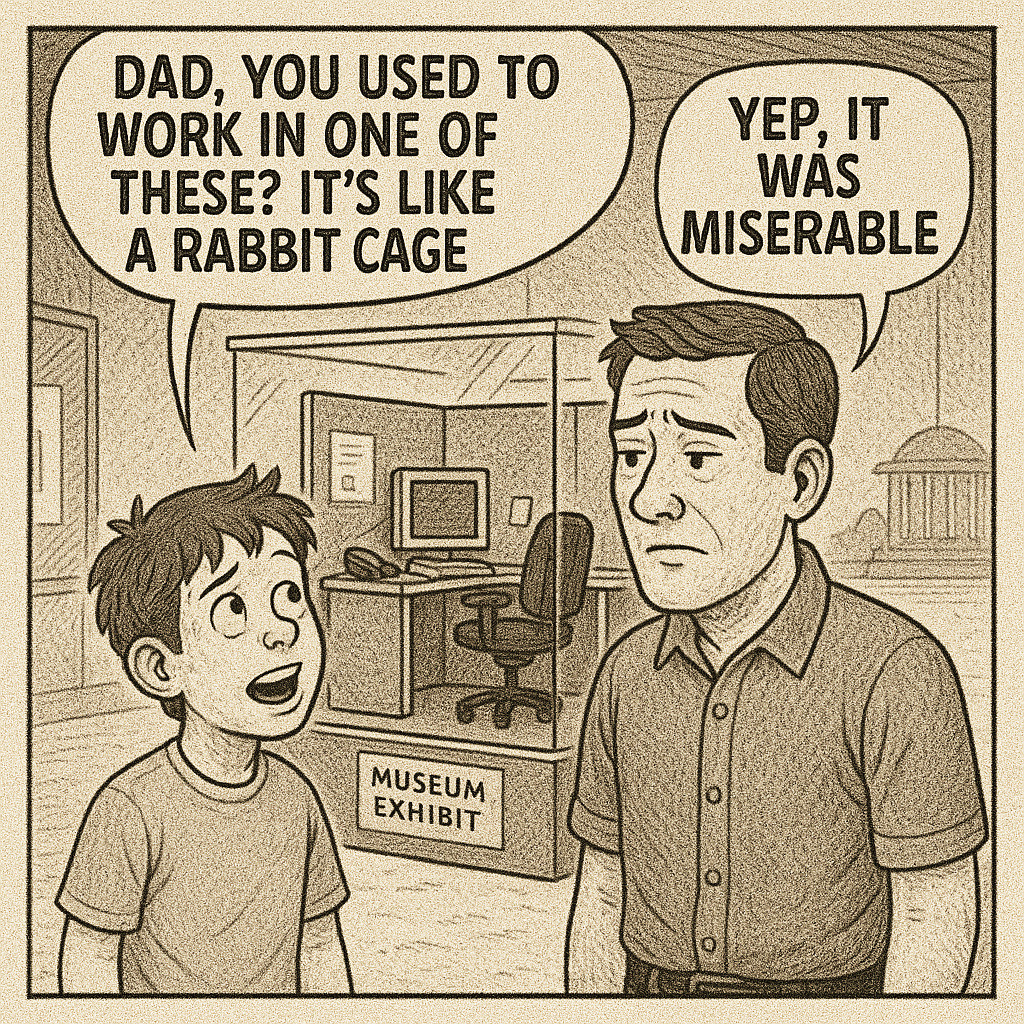 DAD, YOU USED TO
WORK IN ONE OF
THESE? IT'S LIKE
A RABBIT CAGE
YEP, IT
WAS
MISERABLE
MUSEUM
EXHIBIT